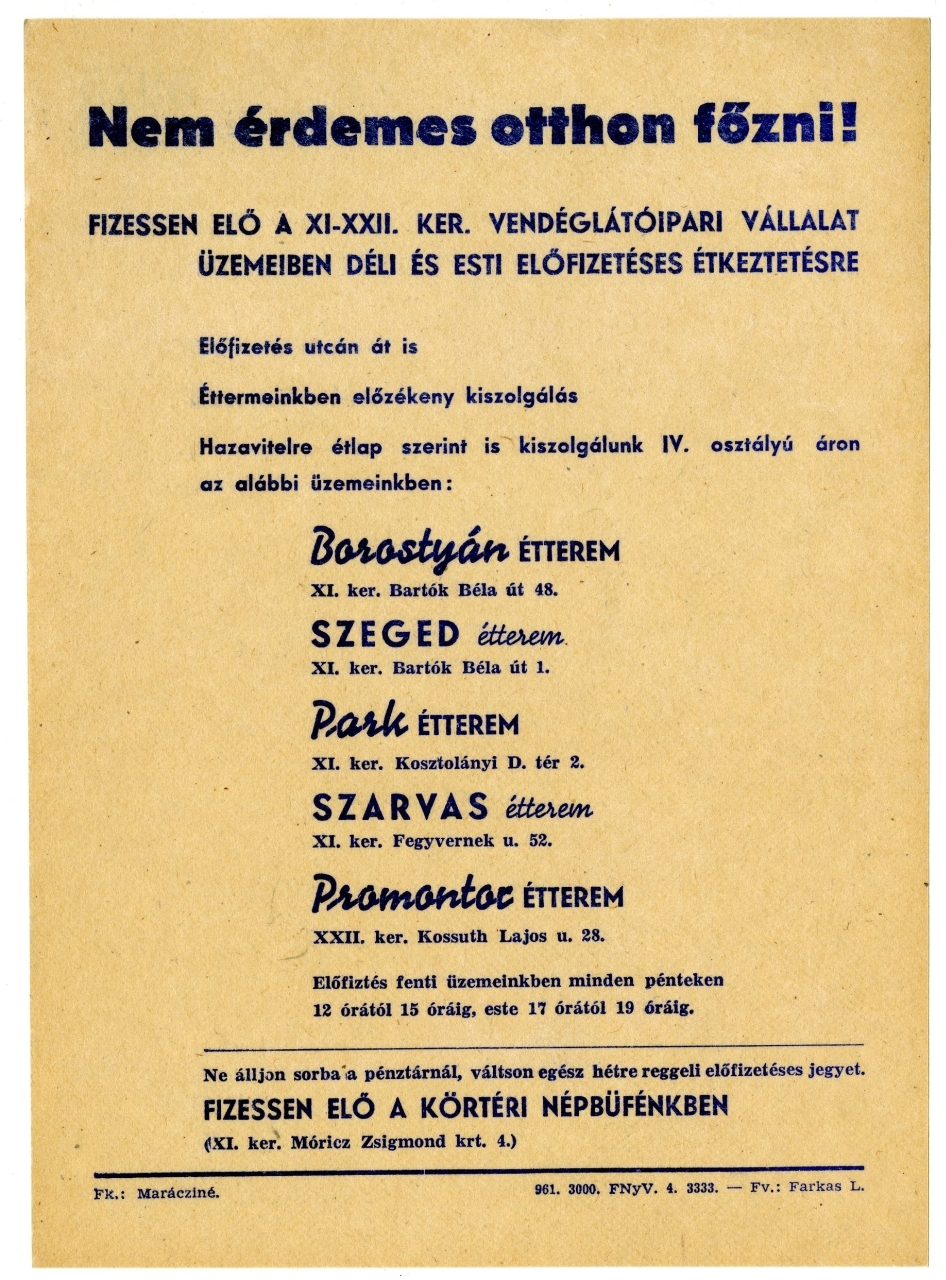 Nem érdemes otthon főzni!
FIZESSEN ELŐ A XI-XXII. KER. VENDÉGLÁTÓIPARI VÁLLALAT
ÜZEMEIBEN DÉLI ÉS ESTI ELŐFIZETÉSES ÉTKEZTETÉSRE
Előfizetés utcán át is
Éttermeinkben előzékeny kiszolgálás
Hazavitelre étlap szerint is kiszolgálunk IV. osztályú áron
az alábbi üzemeinkben:
Borostyán ÉTTEREM
XI. ker. Bartók Béla út 48.
SZEGED étterem
XI. ker. Bartók Béla út 1.
Park ÉTTEREM
XI. ker. Kosztolányi D. tér 2.
SZARVAS étterem
XI. ker. Fegyvernek u. 52.
Promontor ÉTTEREM
XXII. ker. Kossuth Lajos u. 28.
Előfiztés fenti üzemeinkben minden pénteken
12 órától 15 óráig, este 17 órától 19 óráig.
Ne álljon sorba a pénztárnál, váltson egész hétre reggeli előfizetéses jegyet.
FIZESSEN ELŐ A KÖRTÉRI NÉPBÜFÉNKBEN
(XI. ker. Móricz Zsigmond krt. 4.)
Fk.: Marácziné.
961. 3000. FNyV. 4. 3333. — Fv.: Farkas L.